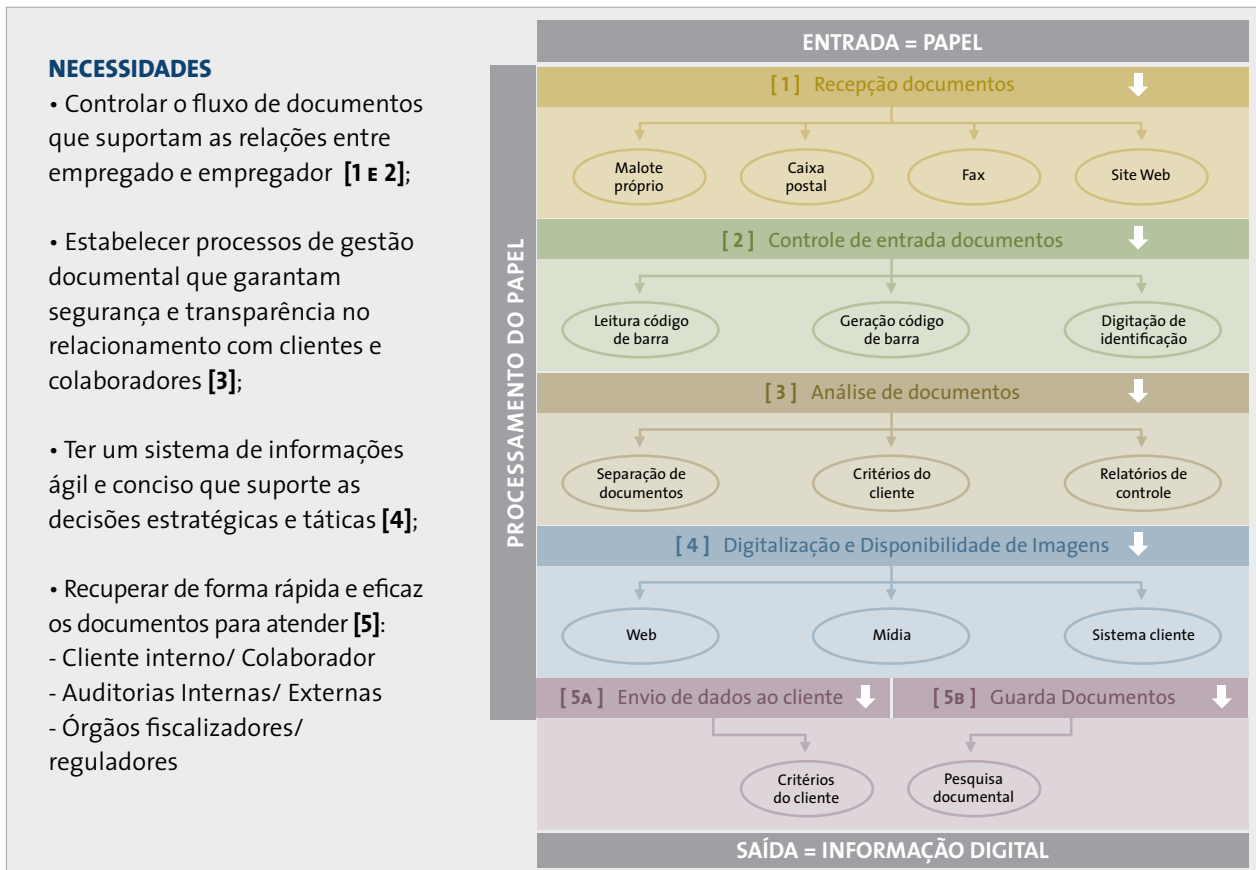 NECESSIDADES
• Controlar o fluxo de documentos
que suportam as relações entre
empregado e empregador [1 E 2];
• Estabelecer processos de gestão
documental que garantam
segurança e transparência no
relacionamento com clientes e
colaboradores [3];
• Ter um sistema de informações
ágil e conciso que suporte as
decisões estratégicas e táticas [4];
• Recuperar de forma rápida e eficaz
os documentos para atender [5]:
- Cliente interno/ Colaborador
- Auditorias Internas/ Externas
- Órgãos fiscalizadores/
reguladores
PROCESSAMENTO DO PAPEL
ENTRADA = PAPEL
[ 1 ] Recepção documentos
Malote
próprio
Caixa
postal
Fax
Site Web
[ 2 ] Controle de entrada documentos
Leitura código
de barra
Geração código
de barra
Digitação de
identificação
[ 3 ] Análise de documentos
Separação de
documentos
Critérios do
cliente
Relatórios de
controle
[ 4 ] Digitalização e Disponibilidade de Imagens
Web
Mídia
Sistema cliente
[ 5A ] Envio de dados ao cliente
[ 5B ] Guarda Documentos
Critérios
do cliente
Pesquisa
documental
SAÍDA = INFORMAÇÃO DIGITAL